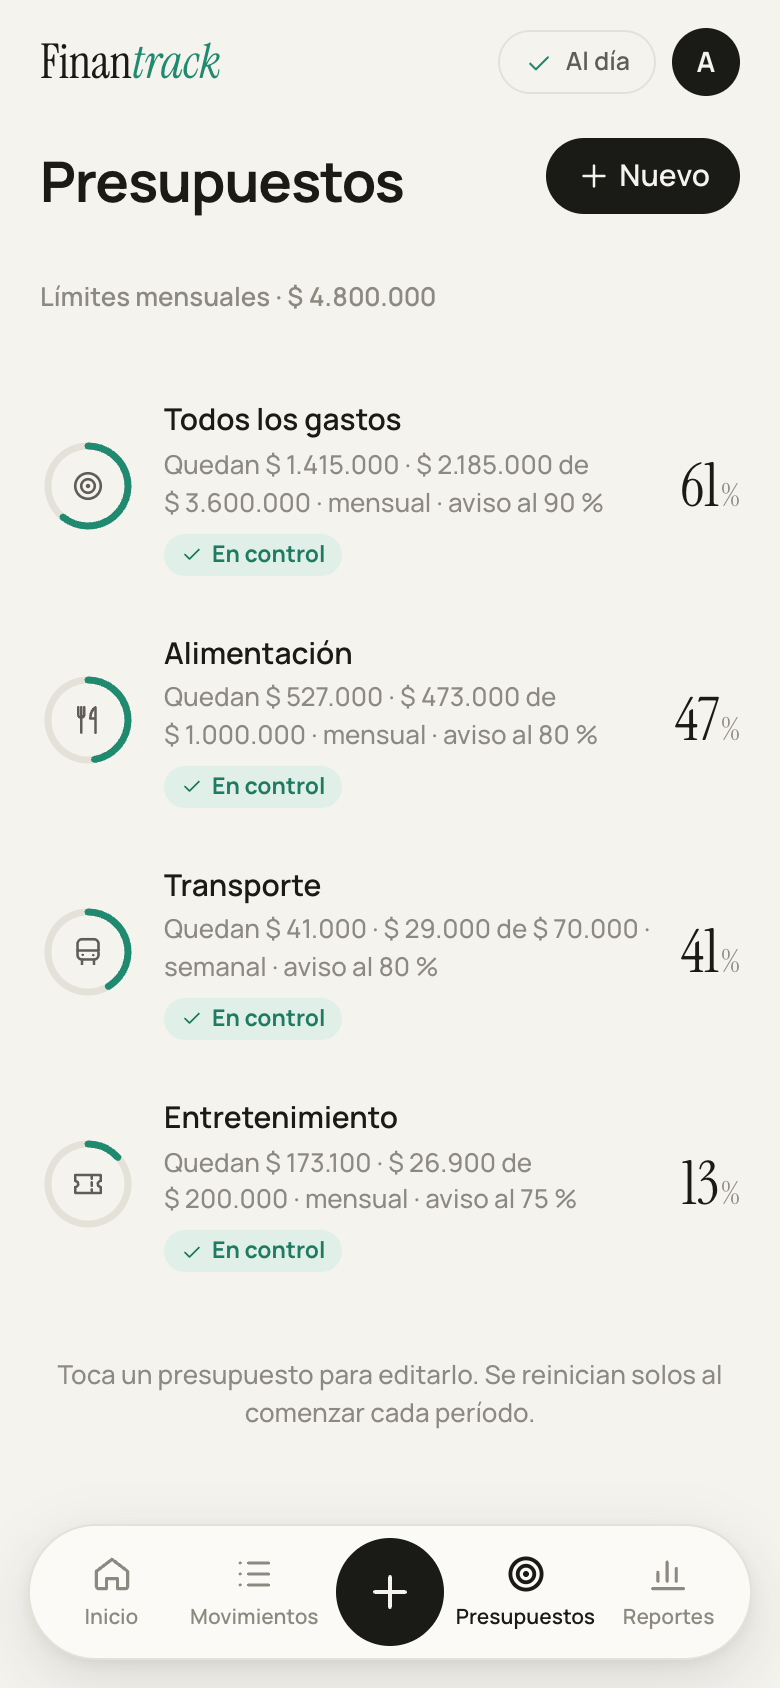 Finantrack
Al día
A
Presupuestos
Nuevo
Límites mensuales · $ 4.800.000
Todos los gastos
Quedan $ 1.415.000 · $ 2.185.000 de
$ 3.600.000 · mensual · aviso al 90 %
61%
En control
Alimentación
Quedan $ 527.000 · $ 473.000 de
$ 1.000.000 · mensual · aviso al 80 %
47%
En control
Transporte
Quedan $ 41.000 · $ 29.000 de $ 70.000 ·
semanal · aviso al 80 %
41%
En control
Entretenimiento
Quedan $ 173.100 · $ 26.900 de
$ 200.000 · mensual · aviso al 75 %
13%
En control
Toca un presupuesto para editarlo. Se reinician solos al
comenzar cada período.
Inicio
Movimientos
Presupuestos
Reportes